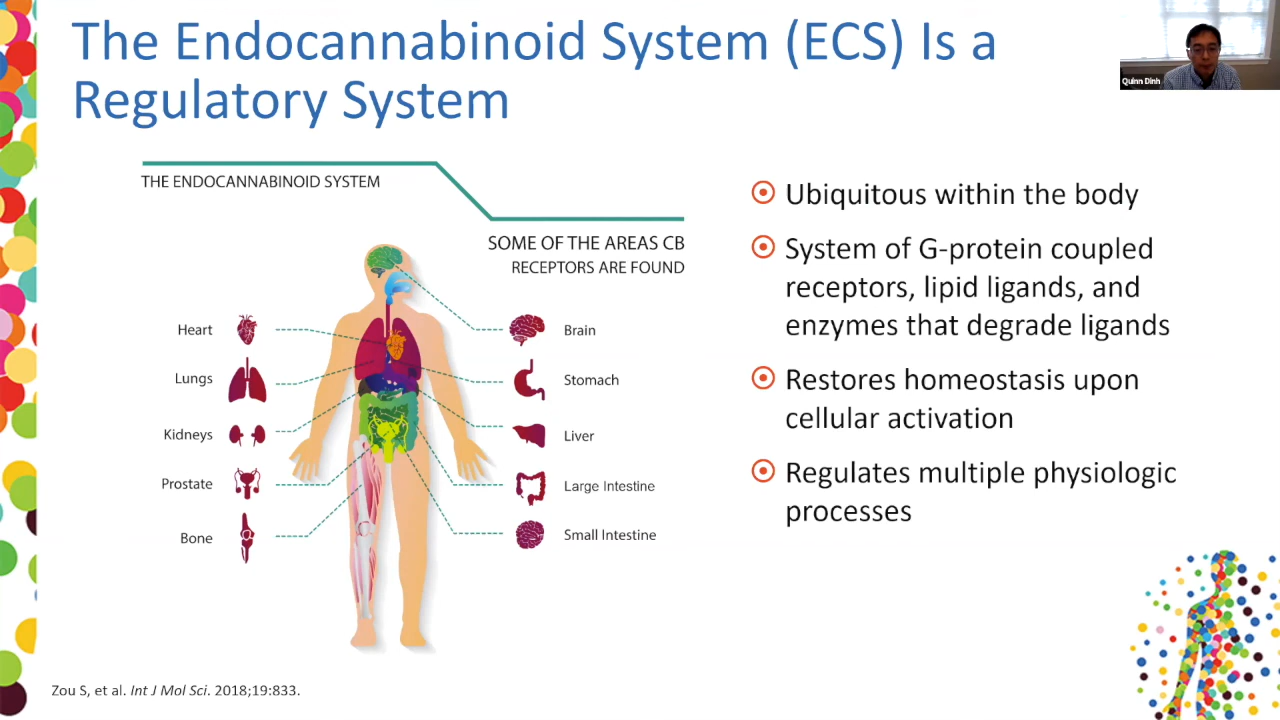 The Endocannabinoid System (ECS) Is a
Regulatory System
Quinn Dinh
THE ENDOCANNABINOID SYSTEM
SOME OF THE AREAS CB
RECEPTORS ARE FOUND
Heart
Lungs
Kidneys
Prostate
Bone
Brain
Stomach
Liver
Large Intestine
Small Intestine
Ubiquitous within the body
System of G-protein coupled
receptors, lipid ligands, and
enzymes that degrade ligands
Restores homeostasis upon
cellular activation
Regulates multiple physiologic
processes
Zou S, et al. Int J Mol Sci. 2018;19:833.